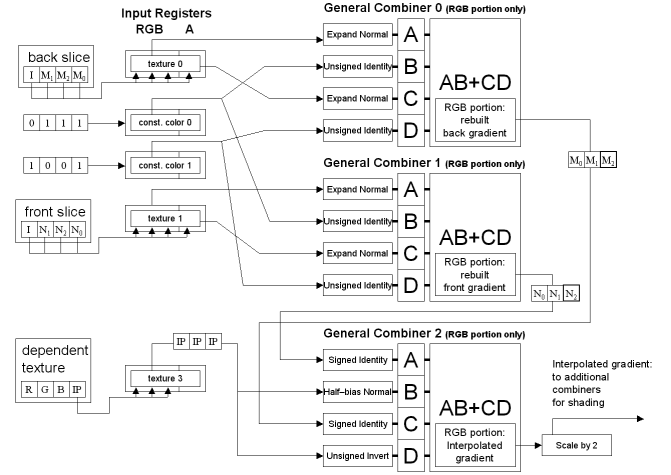 Input Registers
RGB A
General Combiner 0 (RGB portion only)
back slice
I M₁ M₂ M₀
texture 0
0 1 1 1
const. color 0
1 0 0 1
const. color 1
front slice
I N₁ N₂ N₀
texture 1
Expand Normal A
Unsigned Identity B
Expand Normal C
Unsigned Identity D
AB+CD
RGB portion:
rebuilt
back gradient
M₀ M₁ M₂
General Combiner 1 (RGB portion only)
Expand Normal A
Unsigned Identity B
Expand Normal C
Unsigned Identity D
AB+CD
RGB portion:
rebuilt
front gradient
N₀ N₁ N₂
General Combiner 2 (RGB portion only)
dependent
texture
R G B IP
IP IP IP
texture 3
Signed Identity A
Half-bias Normal B
Signed Identity C
Unsigned Invert D
AB+CD
RGB portion:
Interpolated
gradient
Scale by 2
Interpolated gradient:
to additional
combiners
for shading